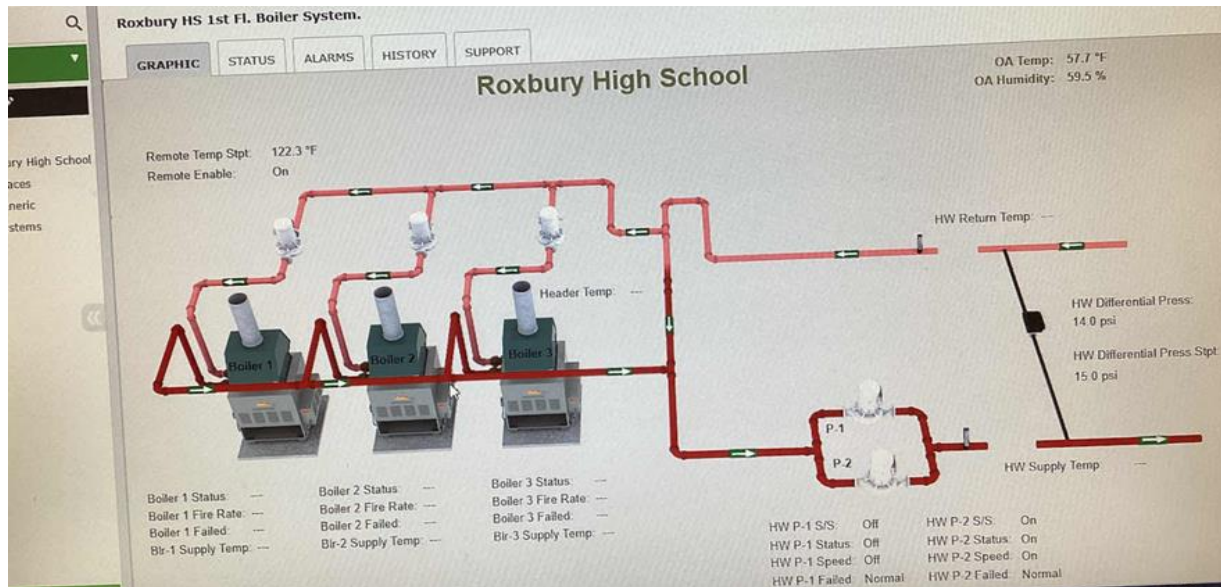 Roxbury HS 1st Fl. Boiler System.
GRAPHIC STATUS ALARMS HISTORY SUPPORT
Roxbury High School
OA Temp: 57.7 °F
OA Humidity: 59.5 %
ury High School
aces
neric
stems
Remote Temp Stpt: 122.3 °F
Remote Enable: On
HW Return Temp: ---
Header Temp: ---
HW Differential Press:
14.0 psi
HW Differential Press Stpt:
15.0 psi
Boiler 1
Boiler 2
Boiler 3
P-1
P-2
HW Supply Temp: ---
Boiler 1 Status: ---
Boiler 1 Fire Rate: ---
Boiler 1 Failed: ---
Blr-1 Supply Temp: ---
Boiler 2 Status: ---
Boiler 2 Fire Rate: ---
Boiler 2 Failed: ---
Blr-2 Supply Temp: ---
Boiler 3 Status: ---
Boiler 3 Fire Rate: ---
Boiler 3 Failed: ---
Blr-3 Supply Temp: ---
HW P-1 S/S: Off
HW P-1 Status: Off
HW P-1 Speed: Off
HW P-1 Failed: Normal
HW P-2 S/S: On
HW P-2 Status: On
HW P-2 Speed: On
HW P-2 Failed: Normal